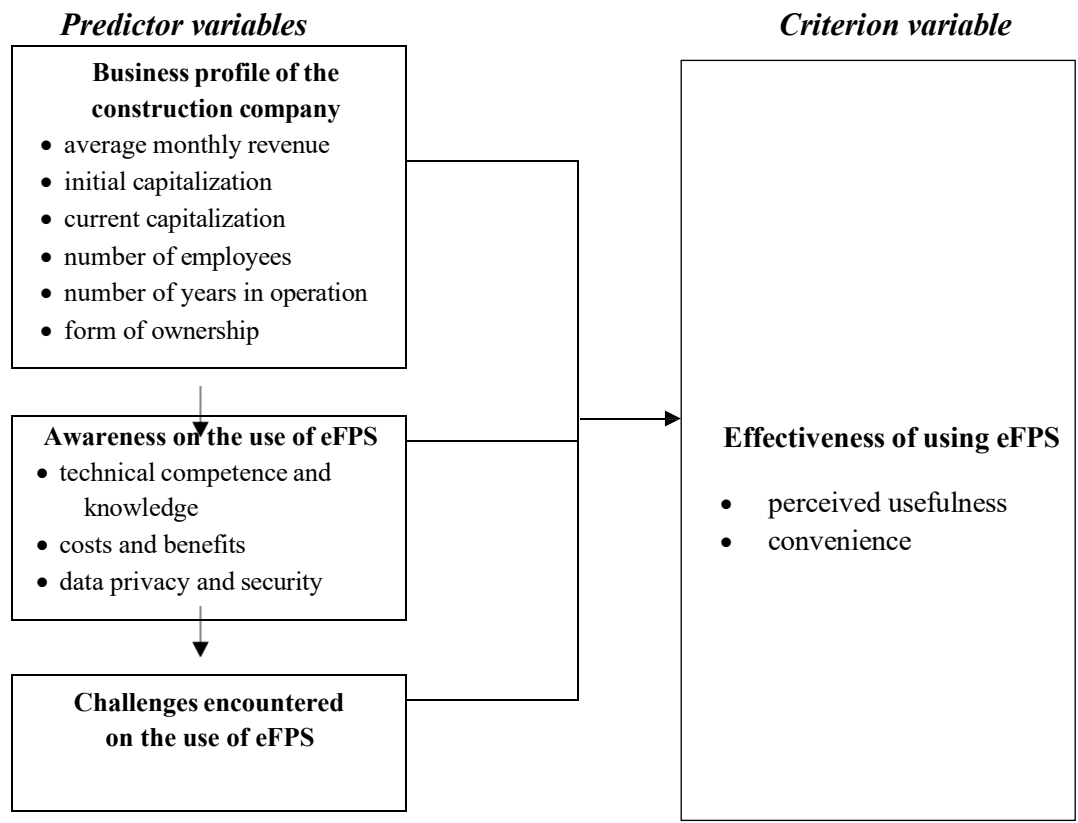 Predictor variables
Business profile of the
construction company
• average monthly revenue
• initial capitalization
• current capitalization
• number of employees
• number of years in operation
• form of ownership
Awareness on the use of eFPS
• technical competence and
knowledge
• costs and benefits
• data privacy and security
Challenges encountered
on the use of eFPS
Criterion variable
Effectiveness of using eFPS
• perceived usefulness
• convenience